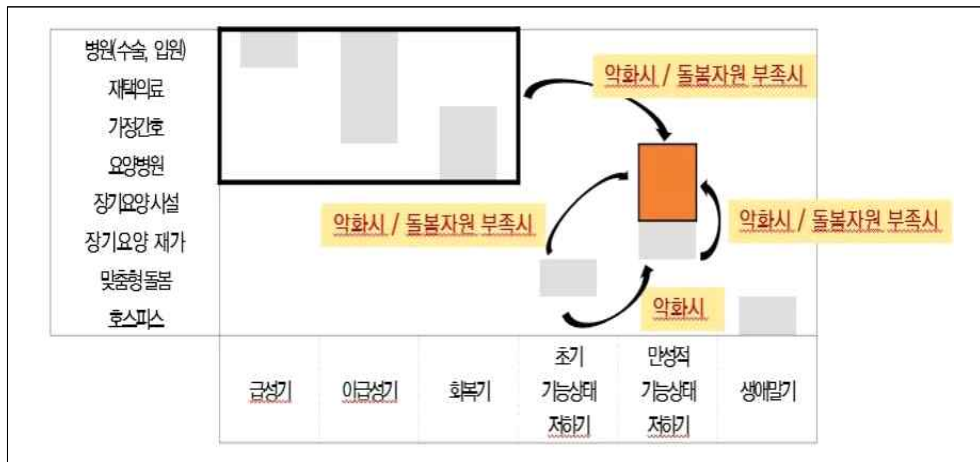 병원(수술, 입원)
재택의료
가정간호
요양병원
장기요양시설
장기요양 재가
맞춤형돌봄
호스피스
악화시 / 돌봄자원 부족시
악화시 / 돌봄자원 부족시
악화시 / 돌봄자원 부족시
악화시
급성기
아급성기
회복기
초기
기능상태
저하기
만성적
기능상태
저하기
생애말기